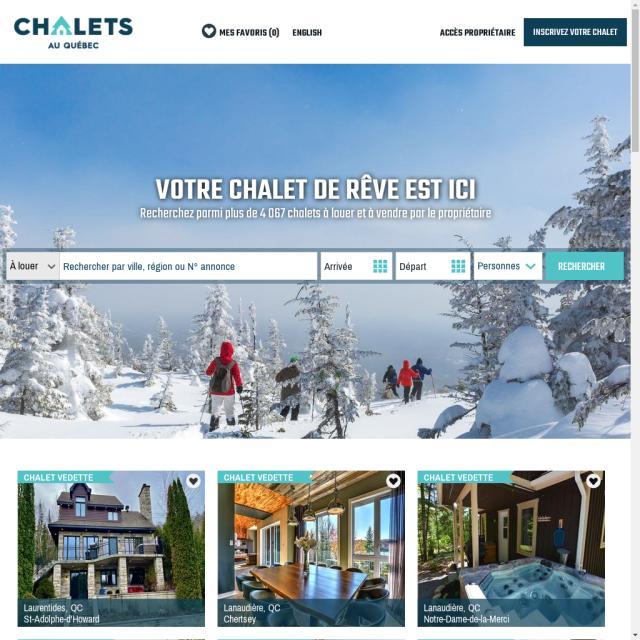 CHALETS
AU QUÉBEC
MES FAVORIS (0)
ENGLISH
ACCÈS PROPRIÉTAIRE
INSCRIVEZ VOTRE CHALET
VOTRE CHALET DE RÊVE EST ICI
Recherchez parmi plus de 4 067 chalets à louer et à vendre par le propriétaire
À louer
Rechercher par ville, région ou N° annonce
Arrivée
Départ
Personnes
RECHERCHER
CHALET VEDETTE
CHALET VEDETTE
CHALET VEDETTE
Laurentides, QC
St-Adolphe-d'Howard
Lanaudière, QC
Chertsey
Lanaudière, QC
Notre-Dame-de-la-Merci